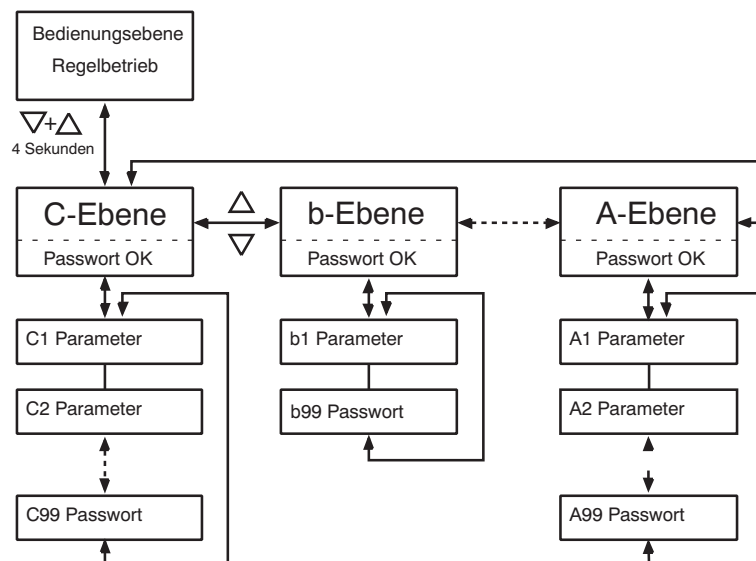 Bedienungsebene
Regelbetrieb
+
4 Sekunden
C-Ebene
Passwort OK
b-Ebene
Passwort OK
A-Ebene
Passwort OK
C1 Parameter
b1 Parameter
A1 Parameter
C2 Parameter
b99 Passwort
A2 Parameter
C99 Passwort
A99 Passwort